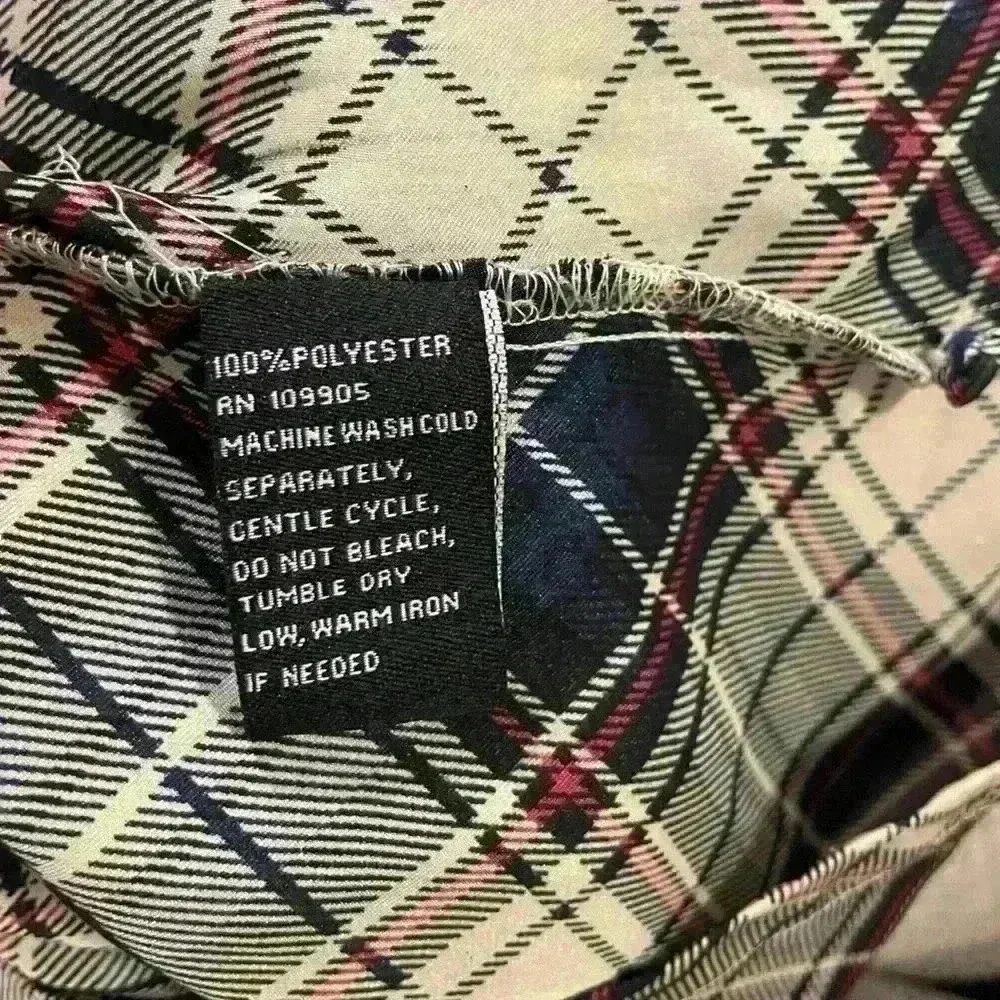 100%POLYESTER
RN 109905
MACHINE WASH COLD
SEPARATELY,
GENTLE CYCLE,
DO NOT BLEACH,
TUMBLE DRY
LOW, WARM IRON
IF NEEDED